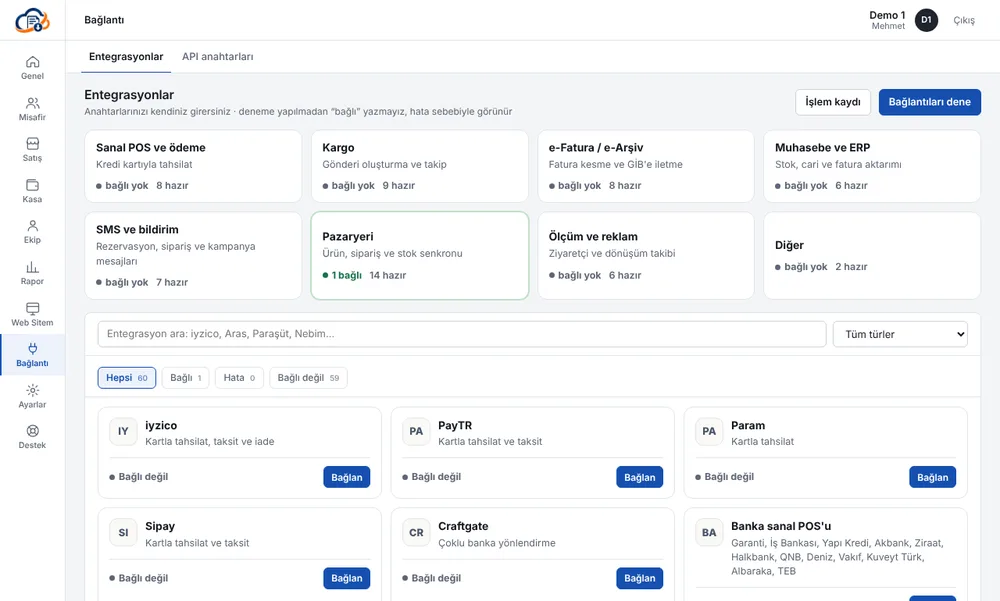 Bağlantı
Demo 1
Mehmet
D1
Çıkış
Genel
Misafir
Satış
Kasa
Ekip
Rapor
Web Sitem
Bağlantı
Ayarlar
Destek
Entegrasyonlar
API anahtarları
Entegrasyonlar
Anahtarlarınızı kendiniz girersiniz · deneme yapılmadan "bağlı" yazmayız, hata sebebiyle görünür
İşlem kaydı
Bağlantıları dene
Sanal POS ve ödeme
Kredi kartıyla tahsilat
bağlı yok 8 hazır
Kargo
Gönderi oluşturma ve takip
bağlı yok 9 hazır
e-Fatura / e-Arşiv
Fatura kesme ve GİB'e iletme
bağlı yok 8 hazır
Muhasebe ve ERP
Stok, cari ve fatura aktarımı
bağlı yok 6 hazır
SMS ve bildirim
Rezervasyon, sipariş ve kampanya
mesajları
bağlı yok 7 hazır
Pazaryeri
Ürün, sipariş ve stok senkronu
1 bağlı 14 hazır
Ölçüm ve reklam
Ziyaretçi ve dönüşüm takibi
bağlı yok 6 hazır
Diğer
bağlı yok 2 hazır
Entegrasyon ara: iyzico, Aras, Paraşüt, Nebim...
Tüm türler
Hepsi 60
Bağlı 1
Hata 0
Bağlı değil 59
IY
iyzico
Kartla tahsilat, taksit ve iade
Bağlı değil
Bağlan
PA
PayTR
Kartla tahsilat ve taksit
Bağlı değil
Bağlan
PA
Param
Kartla tahsilat
Bağlı değil
Bağlan
SI
Sipay
Kartla tahsilat ve taksit
Bağlı değil
Bağlan
CR
Craftgate
Çoklu banka yönlendirme
Bağlı değil
Bağlan
BA
Banka sanal POS'u
Garanti, İş Bankası, Yapı Kredi, Akbank, Ziraat,
Halkbank, QNB, Deniz, Vakıf, Kuveyt Türk,
Albaraka, TEB